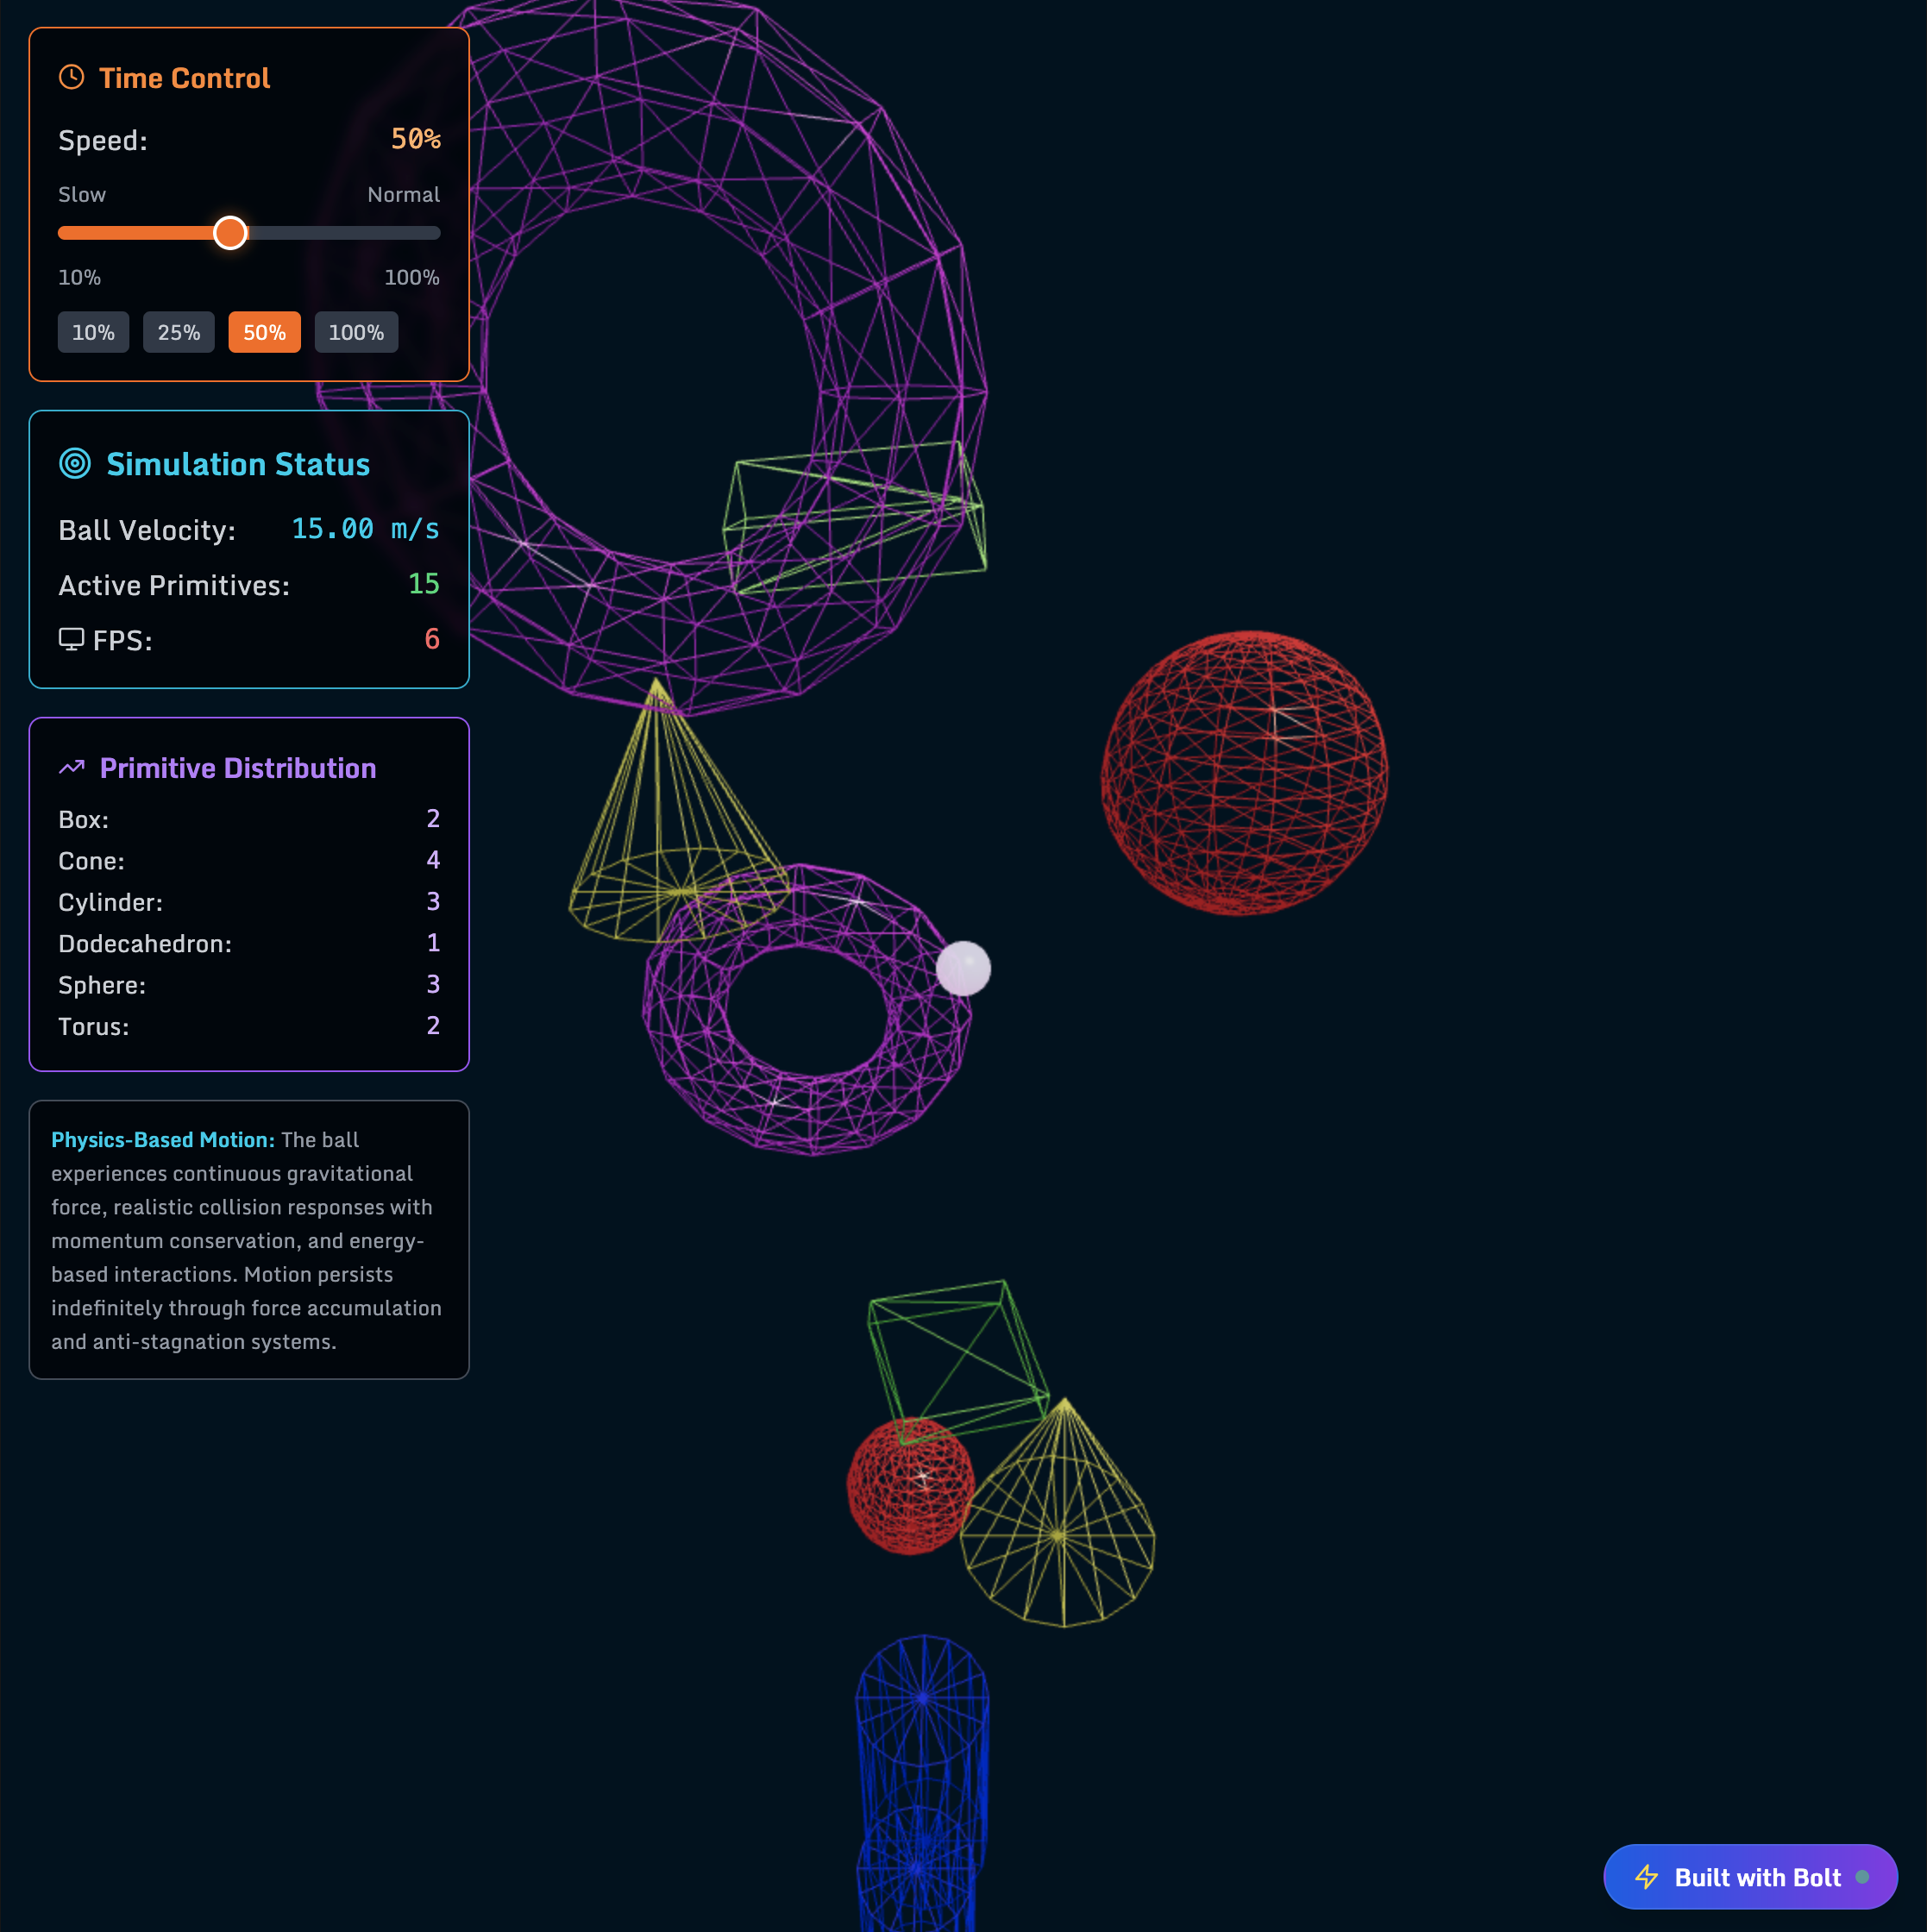 Time Control
Speed: 50%
Slow Normal
10% 100%
10% 25% 50% 100%
Simulation Status
Ball Velocity: 15.00 m/s
Active Primitives: 15
FPS: 6
Primitive Distribution
Box: 2
Cone: 4
Cylinder: 3
Dodecahedron: 1
Sphere: 3
Torus: 2
Physics-Based Motion: The ball
experiences continuous gravitational
force, realistic collision responses with
momentum conservation, and energy-
based interactions. Motion persists
indefinitely through force accumulation
and anti-stagnation systems.
Built with Bolt